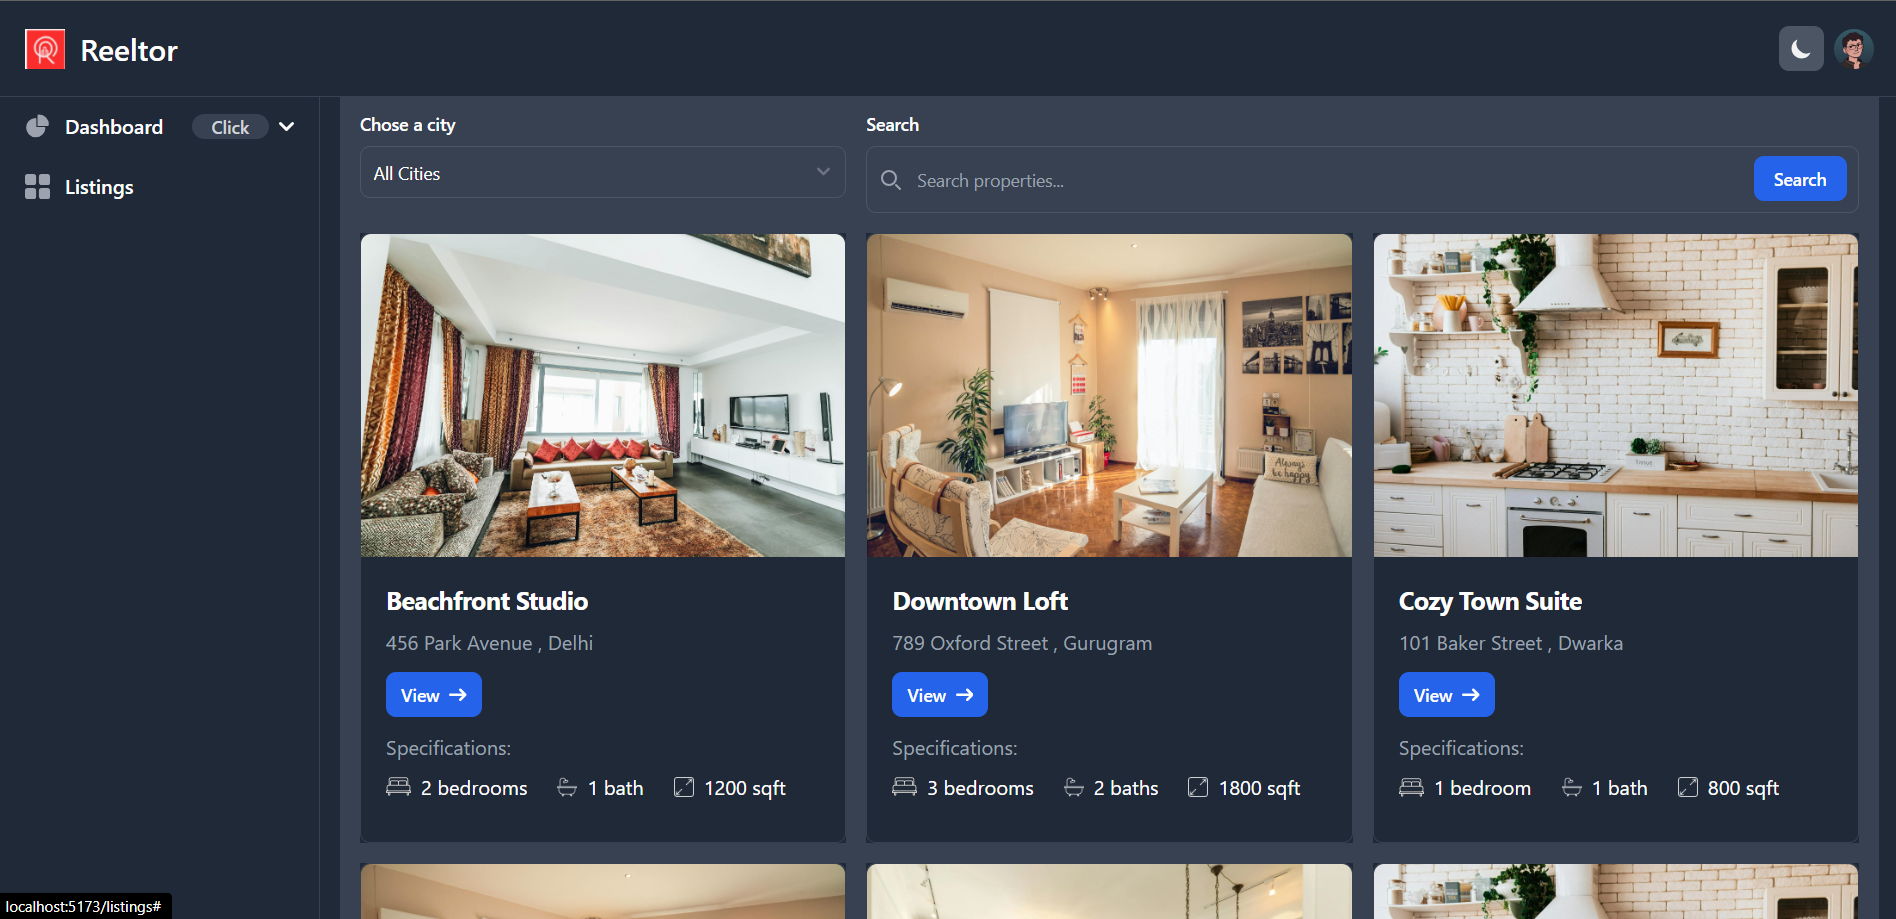 Reeltor
Dashboard Click
Listings
Chose a city
All Cities
Search
Search properties...
Search
Always
be happy
Beachfront Studio
456 Park Avenue , Delhi
View
Specifications:
2 bedrooms 1 bath 1200 sqft
Downtown Loft
789 Oxford Street , Gurugram
View
Specifications:
3 bedrooms 2 baths 1800 sqft
Cozy Town Suite
101 Baker Street , Dwarka
View
Specifications:
1 bedroom 1 bath 800 sqft
localhost:5173/listings#